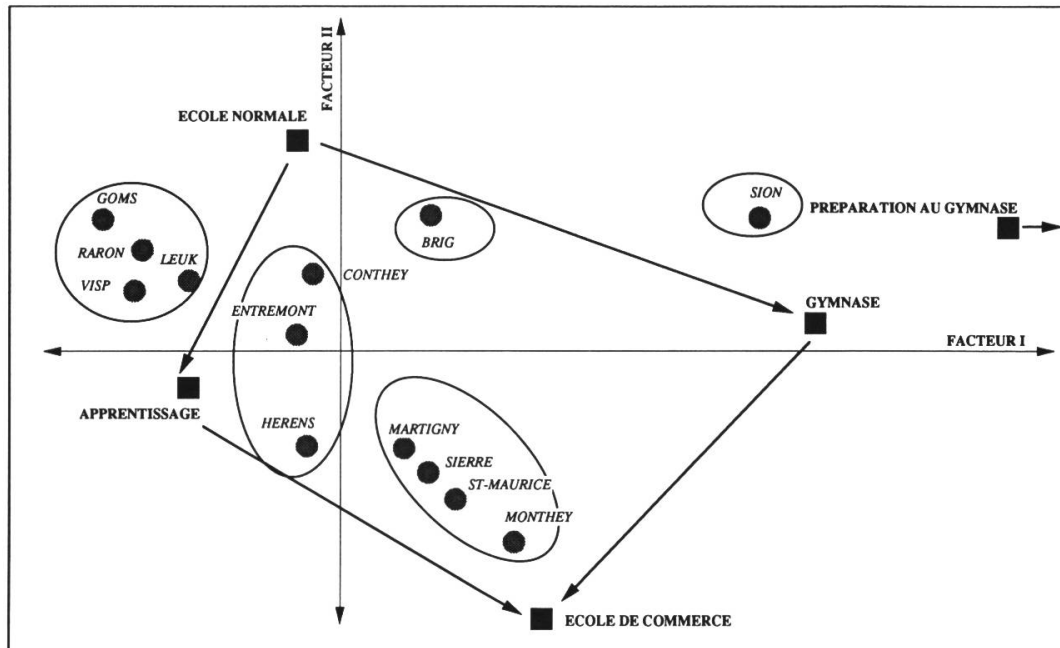 FACTEUR II
ECOLE NORMALE
GOMS
SION
PREPARATION AU GYMNASE
RARON
LEUK
BRIG
VISP
CONTHEY
ENTREMONT
GYMNASE
FACTEUR I
APPRENTISSAGE
HERENS
MARTIGNY
SIERRE
ST-MAURICE
MONTHEY
ECOLE DE COMMERCE